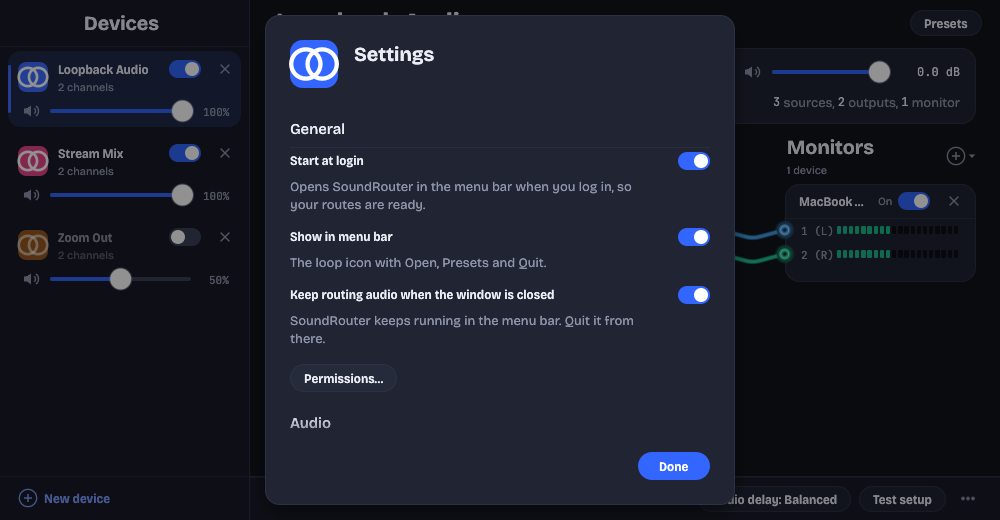 Devices
Presets
Loopback Audio
2 channels
100%
Stream Mix
2 channels
100%
Zoom Out
2 channels
50%
New device
Settings
General
Start at login
Opens SoundRouter in the menu bar when you log in, so
your routes are ready.
Show in menu bar
The loop icon with Open, Presets and Quit.
Keep routing audio when the window is closed
SoundRouter keeps running in the menu bar. Quit it from
there.
Permissions...
Audio
Done
0.0 dB
3 sources, 2 outputs, 1 monitor
Monitors
1 device
MacBook ...
On
1 (L)
2 (R)
delay: Balanced
Test setup